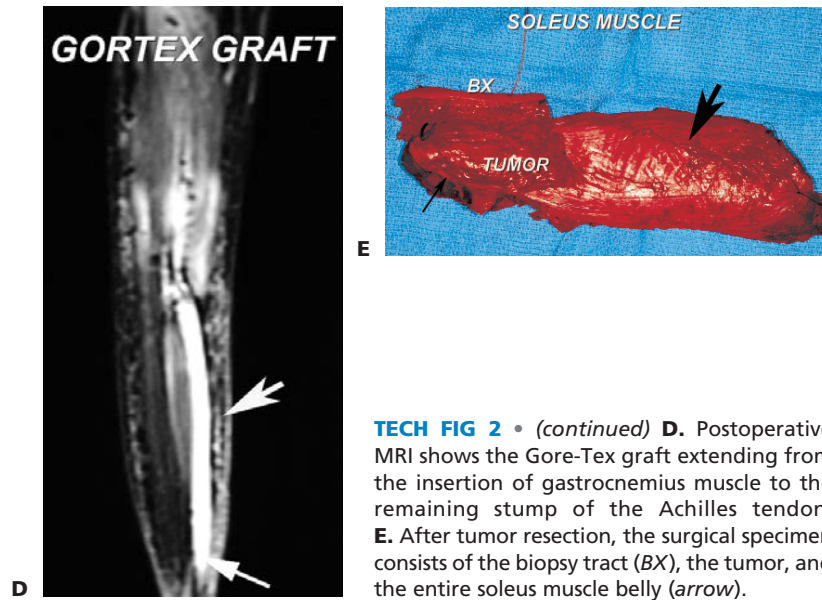 GORTEX GRAFT
D
SOLEUS MUSCLE
BX
TUMOR
E
TECH FIG 2 • (continued) D. Postoperative
MRI shows the Gore-Tex graft extending from
the insertion of gastrocnemius muscle to the
remaining stump of the Achilles tendon
E. After tumor resection, the surgical specimen
consists of the biopsy tract (BX), the tumor, and
the entire soleus muscle belly (arrow).